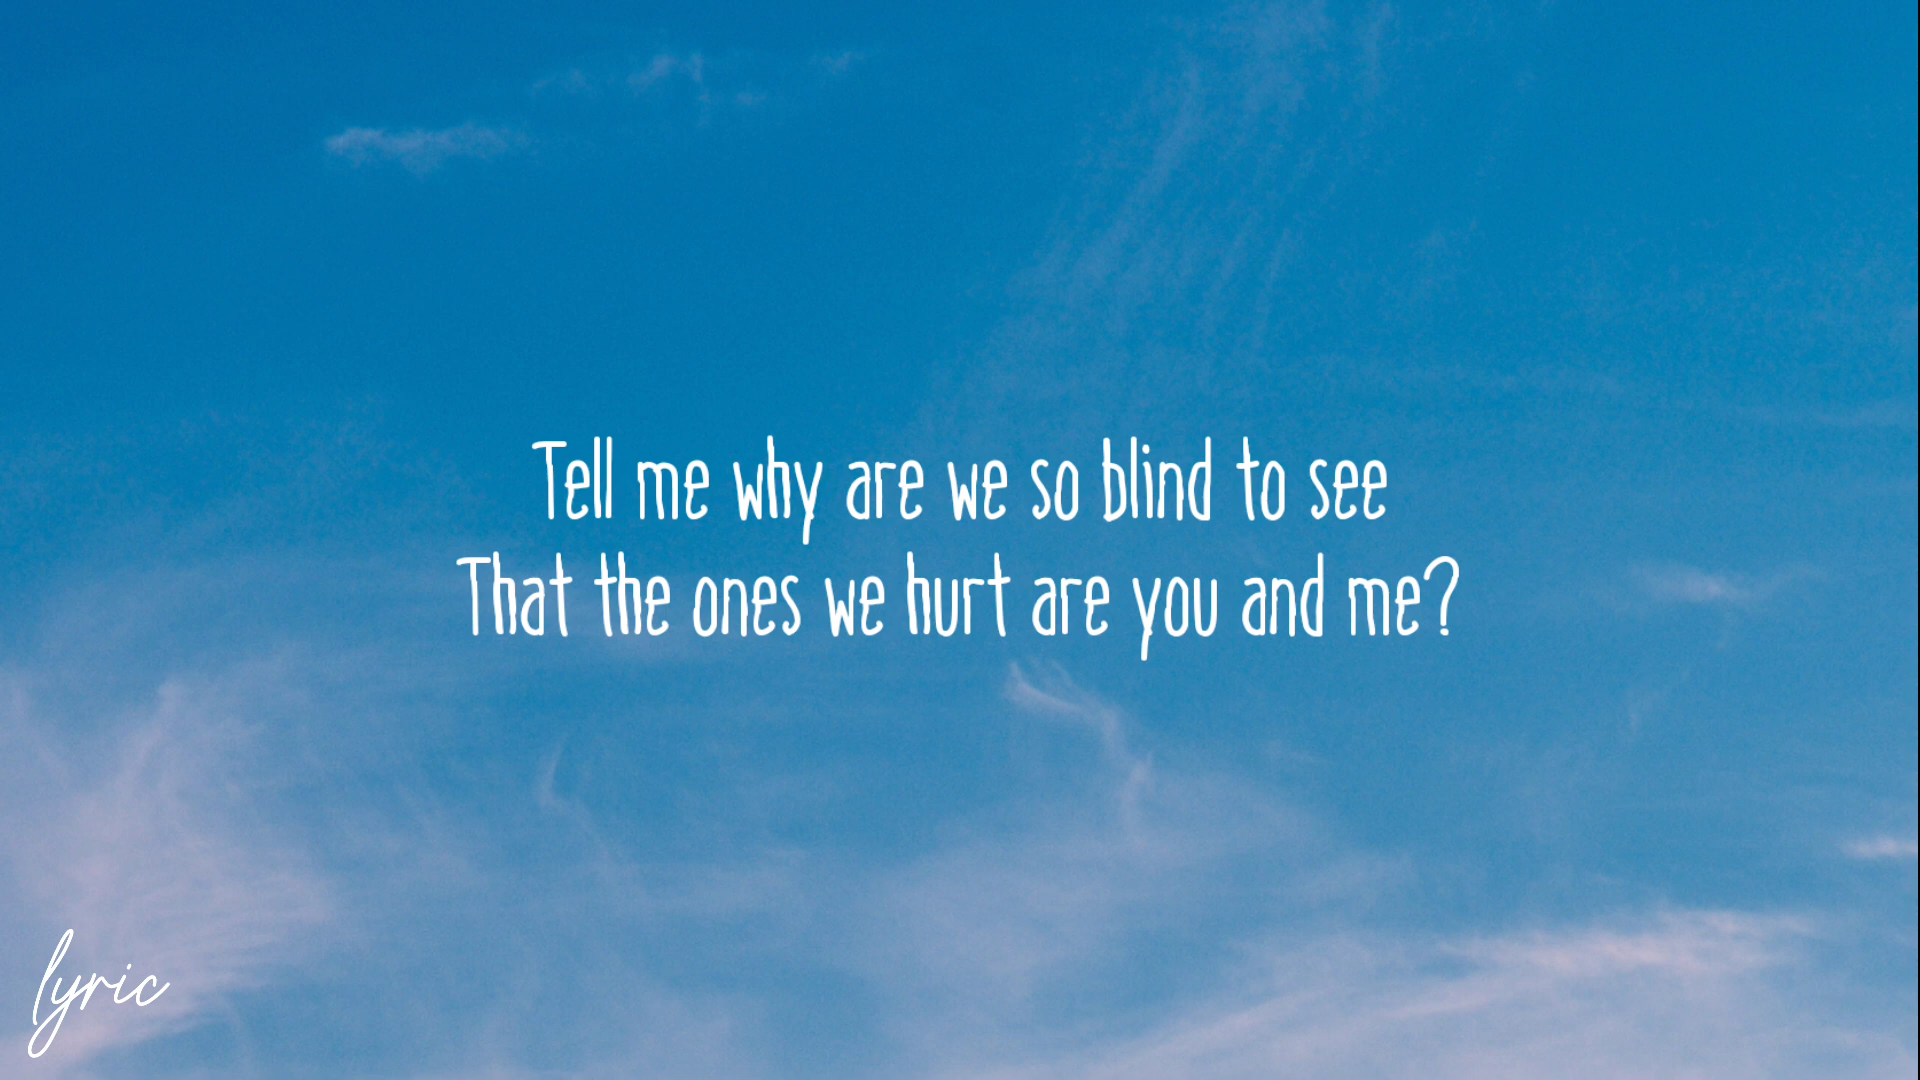 Tell me why are we so blind to see
That the ones we hurt are you and me?
lyric